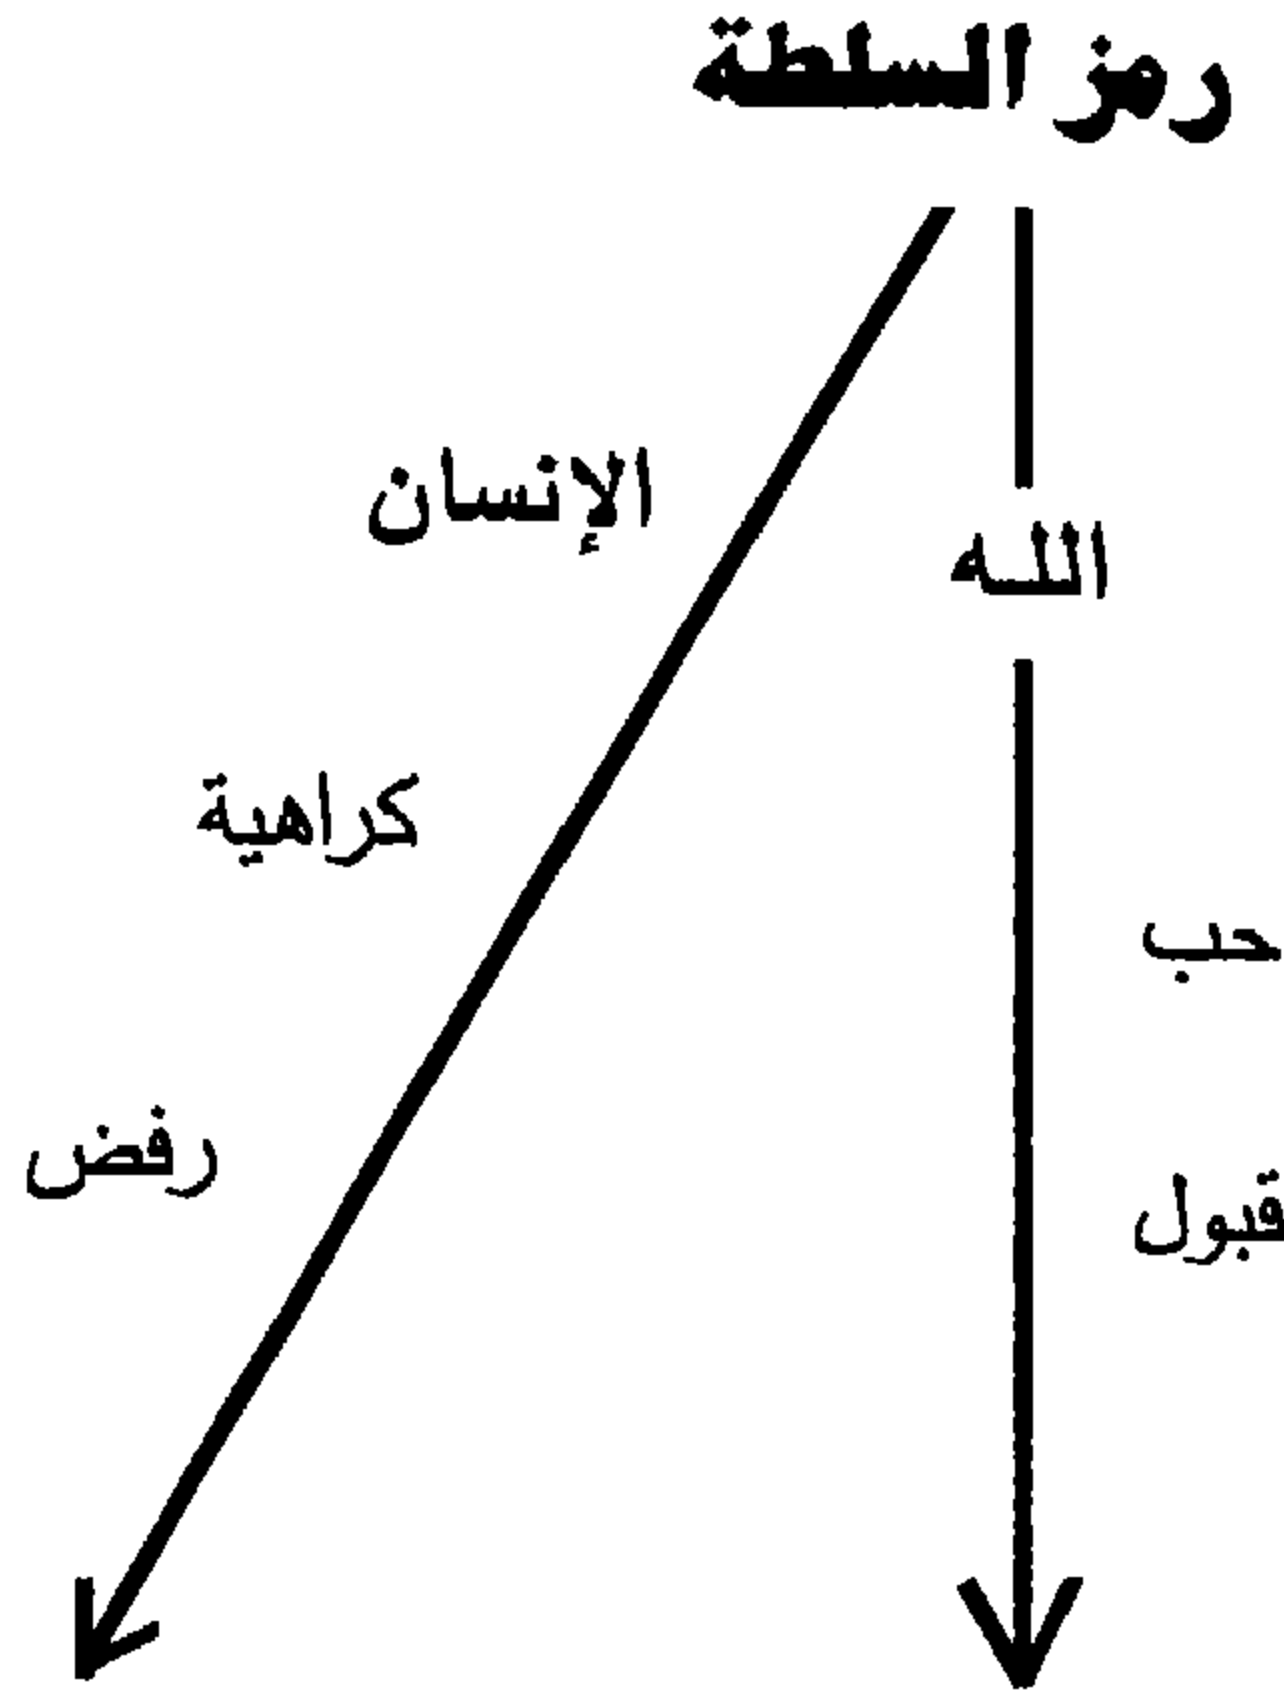 رمز السلطة
الإنسان
الله
كراهية
حب
رفض
قبول